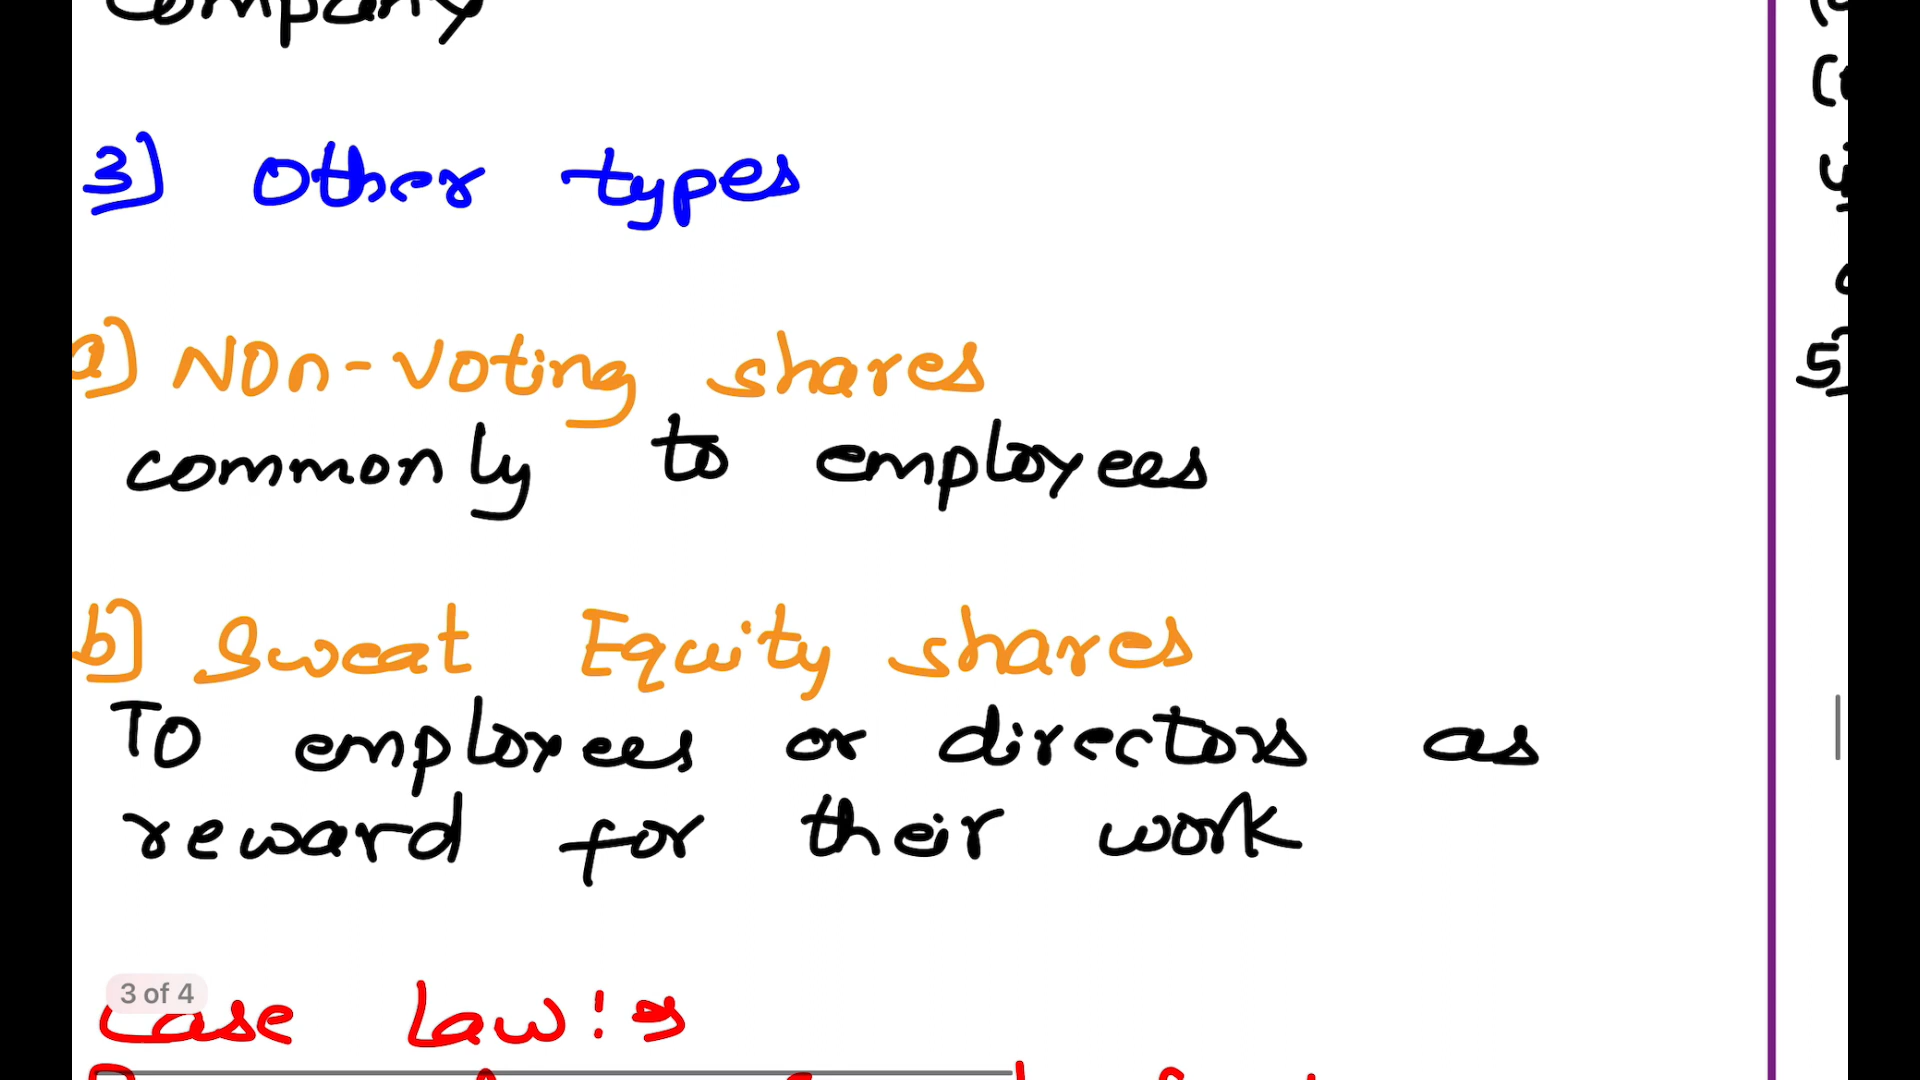 company
3] Other types
a] Non-voting shares
commonly to employees
b] Sweat Equity shares
To employees or directors as
reward for their work
3 of 4
Case Law:→
5]